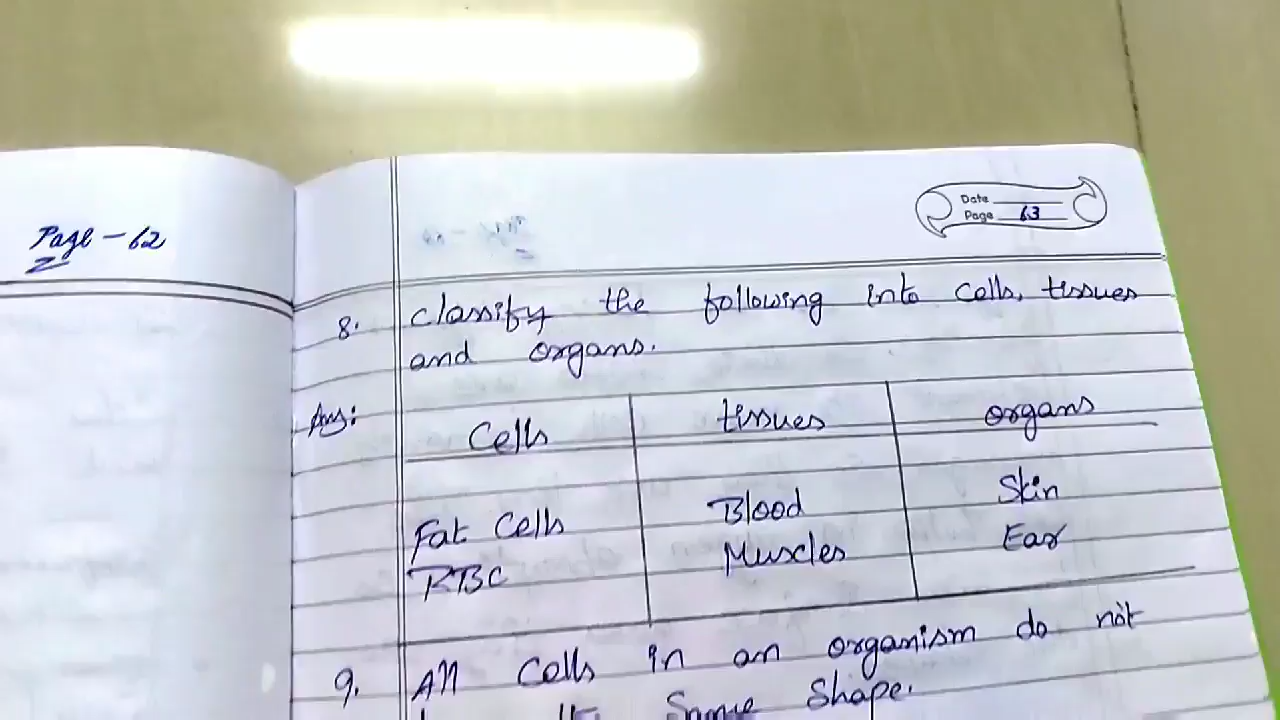 Page - 62
Date
Page 63
8. classify the following into cells, tissues
and organs.
Ans:
Cells tissues organs
Fat Cells Blood Skin
RBC Muscles Ear
9. All cells in an organism do not
Same Shape.